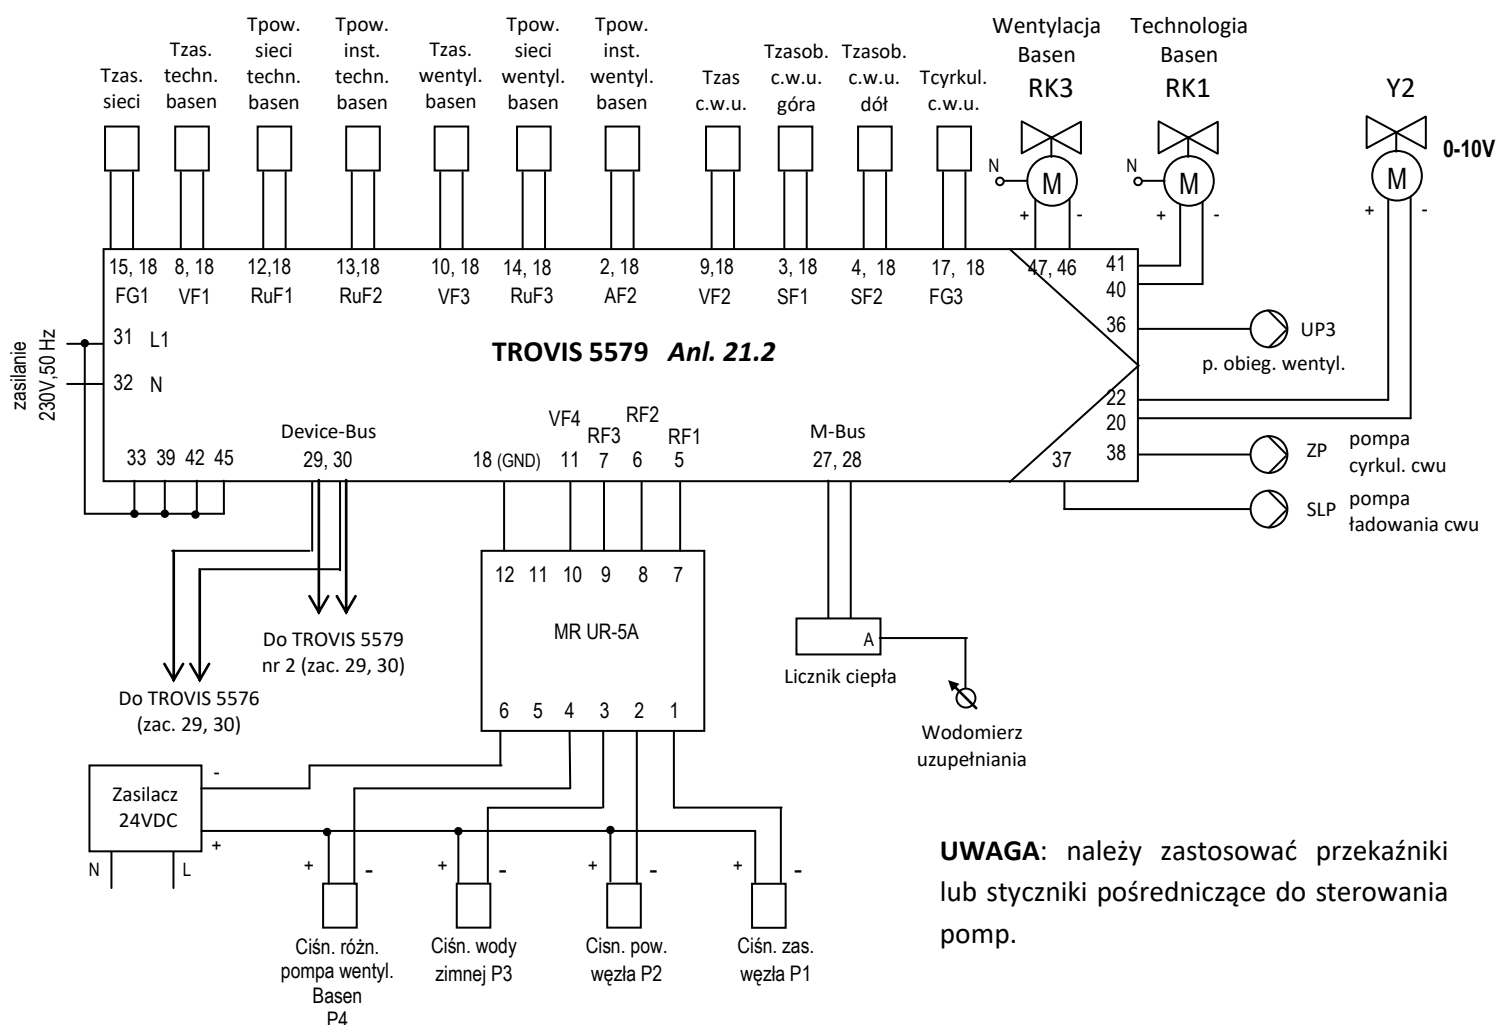 Tzas.
sieci
Tzas.
techn.
basen
Tpow.
sieci
techn.
basen
Tpow.
inst.
techn.
basen
Tzas.
wentyl.
basen
Tpow.
sieci
wentyl.
basen
Tpow.
inst.
wentyl.
basen
Tzas
c.w.u.
Tzasob.
c.w.u.
góra
Tzasob.
c.w.u.
dół
Tcyrkul.
c.w.u.
Wentylacja
Basen
RK3
Technologia
Basen
RK1
Y2
0-10V
N
M
+ -
N
M
+ -
M
+ -
15, 18
FG1
8, 18
VF1
12,18
RuF1
13,18
RuF2
10, 18
VF3
14, 18
RuF3
2, 18
AF2
9,18
VF2
3, 18
SF1
4, 18
SF2
17, 18
FG3
47, 46
41
40
36
UP3
p. obieg. wentyl.
zasilanie
230V,50 Hz
31 L1
32 N
TROVIS 5579 Anl. 21.2
22
20
38
37
ZP pompa
cyrkul. cwu
SLP pompa
ładowania cwu
33 39 42 45
Device-Bus
29, 30
18 (GND)
VF4
11
RF3
7
RF2
6
RF1
5
M-Bus
27, 28
12 11 10 9 8 7
MR UR-5A
6 5 4 3 2 1
Do TROVIS 5579
nr 2 (zac. 29, 30)
Do TROVIS 5576
(zac. 29, 30)
A
Licznik ciepła
Wodomierz
uzupełniania
Zasilacz
24VDC
-
+
N L
+ -
+ -
+ -
+ -
Ciśn. różn.
pompa wentyl.
Basen
P4
Ciśn. wody
zimnej P3
Cisn. pow.
węzła P2
Ciśn. zas.
węzła P1
UWAGA: należy zastosować przekaźniki
lub styczniki pośredniczące do sterowania
pomp.